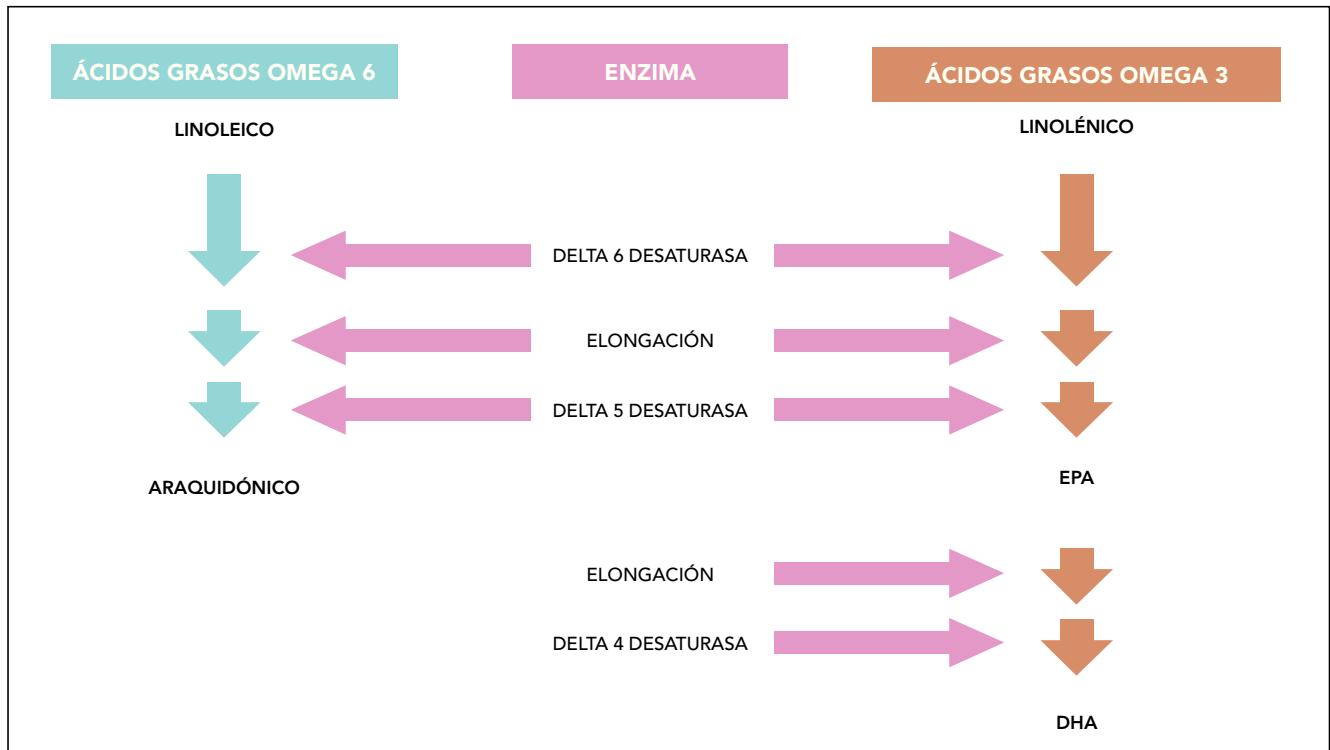 ÁCIDOS GRASOS OMEGA 6
ENZIMA
ÁCIDOS GRASOS OMEGA 3
LINOLEICO
LINOLÉNICO
DELTA 6 DESATURASA
ELONGACIÓN
DELTA 5 DESATURASA
ARAQUIDÓNICO
EPA
ELONGACIÓN
DELTA 4 DESATURASA
DHA